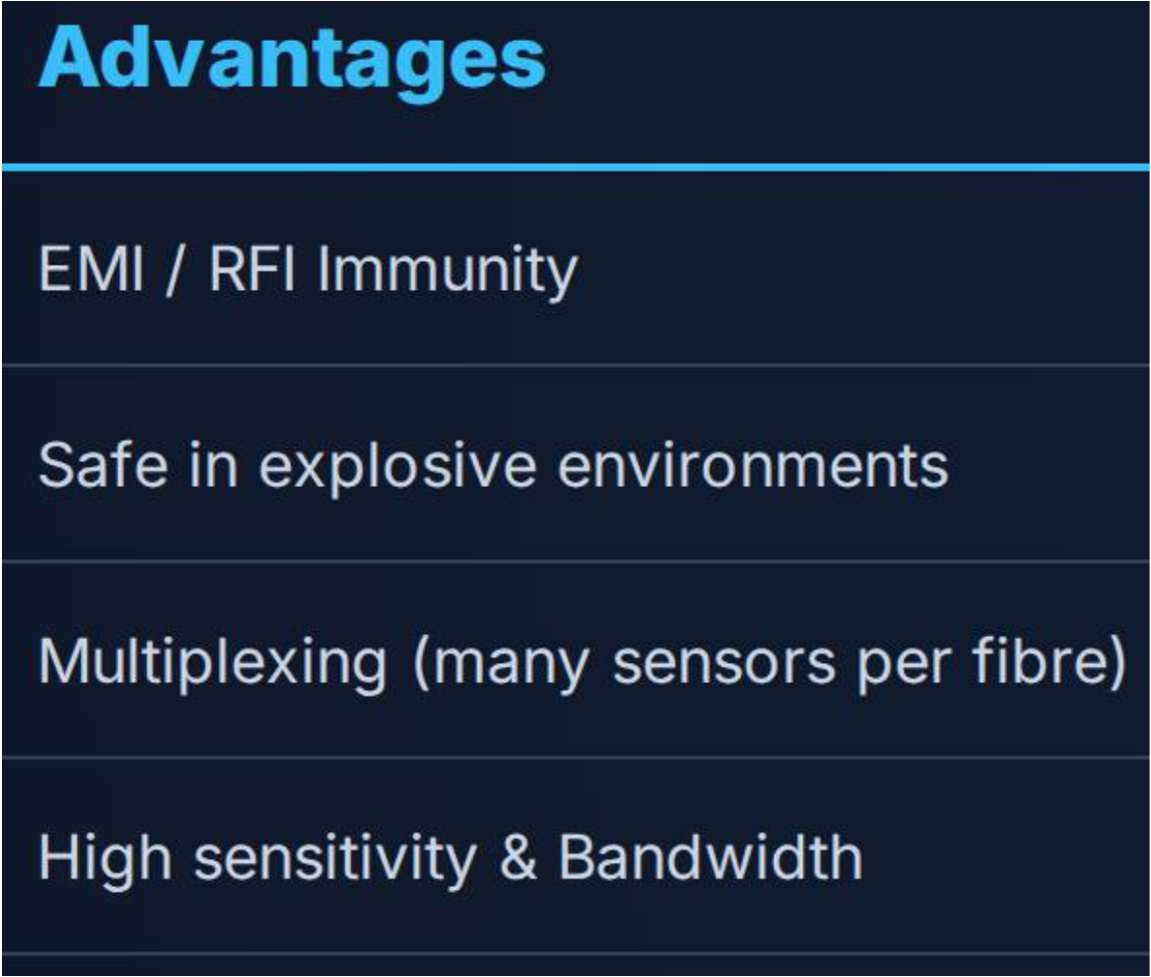 Advantages
EMI / RFI Immunity
Safe in explosive environments
Multiplexing (many sensors per fibre)
High sensitivity & Bandwidth